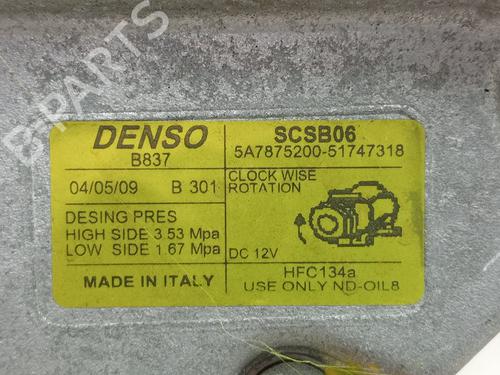 B-PARTS
DENSO
B837
SCSB06
5A7875200-51747318
04/05/09 B 301
CLOCK WISE
ROTATION
DESING PRES
HIGH SIDE 3.53 Mpa
LOW SIDE 1.67 Mpa
DC 12V
MADE IN ITALY
HFC134a
USE ONLY ND-OIL8